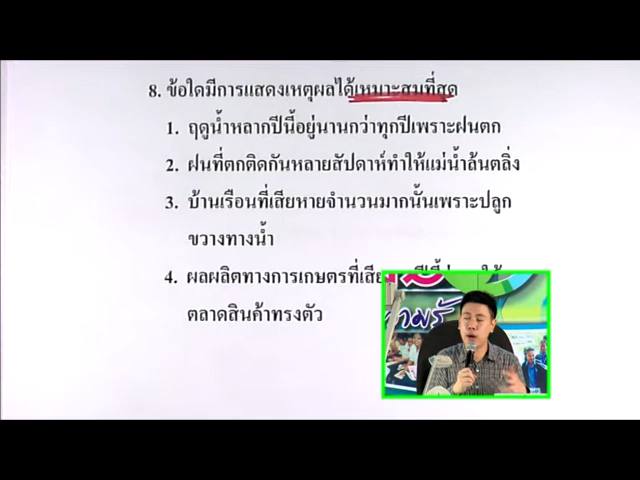 8. ข้อใดมีการแสดงเหตุผลได้เหมาะสมที่สุด
1. ฤดูน้ำหลากปีนี้อยู่นานกว่าทุกปีเพราะฝนตก
2. ฝนที่ตกติดกันหลายสัปดาห์ทำให้แม่น้ำล้นตลิ่ง
3. บ้านเรือนที่เสียหายจำนวนมากนั้นเพราะปลูก
ขวางทางน้ำ
4. ผลผลิตทางการเกษตรที่
ตลาดสินค้าทรงตัว